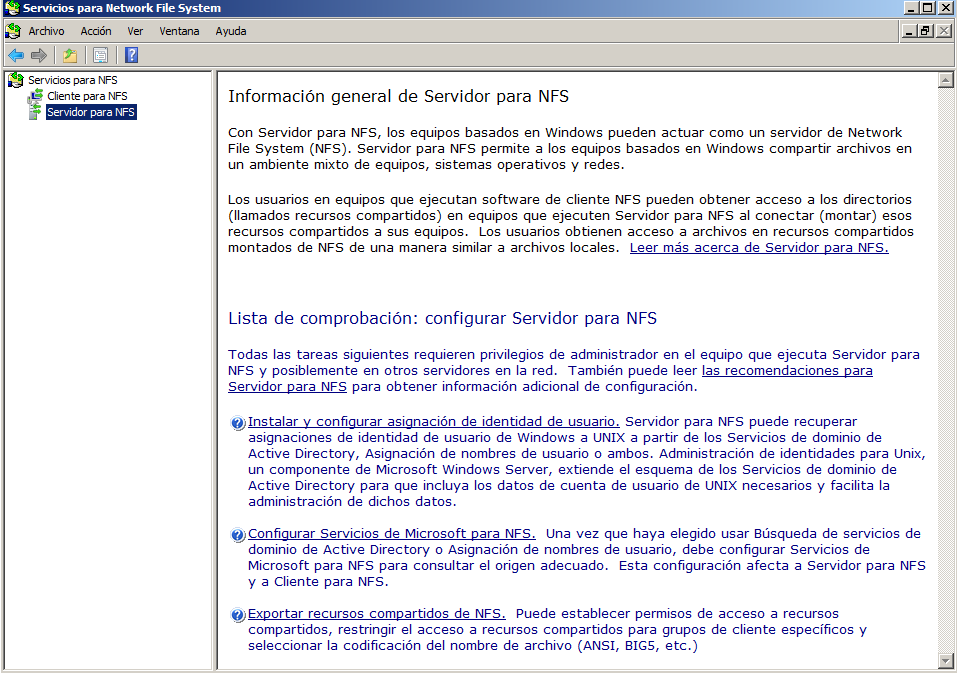 Servicios para Network File System
Archivo Acción Ver Ventana Ayuda
Servicios para NFS
Cliente para NFS
Servidor para NFS
Información general de Servidor para NFS
Con Servidor para NFS, los equipos basados en Windows pueden actuar como un servidor de Network
File System (NFS). Servidor para NFS permite a los equipos basados en Windows compartir archivos en
un ambiente mixto de equipos, sistemas operativos y redes.
Los usuarios en equipos que ejecutan software de cliente NFS pueden obtener acceso a los directorios
(llamados recursos compartidos) en equipos que ejecuten Servidor para NFS al conectar (montar) esos
recursos compartidos a sus equipos. Los usuarios obtienen acceso a archivos en recursos compartidos
montados de NFS de una manera similar a archivos locales. Leer más acerca de Servidor para NFS.
Lista de comprobación: configurar Servidor para NFS
Todas las tareas siguientes requieren privilegios de administrador en el equipo que ejecuta Servidor para
NFS y posiblemente en otros servidores en la red. También puede leer las recomendaciones para
Servidor para NFS para obtener información adicional de configuración.
Instalar y configurar asignación de identidad de usuario. Servidor para NFS puede recuperar
asignaciones de identidad de usuario de Windows a UNIX a partir de los Servicios de dominio de
Active Directory, Asignación de nombres de usuario o ambos. Administración de identidades para Unix,
un componente de Microsoft Windows Server, extiende el esquema de los Servicios de dominio de
Active Directory para que incluya los datos de cuenta de usuario de UNIX necesarios y facilita la
administración de dichos datos.
Configurar Servicios de Microsoft para NFS. Una vez que haya elegido usar Búsqueda de servicios de
dominio de Active Directory o Asignación de nombres de usuario, debe configurar Servicios de
Microsoft para NFS para consultar el origen adecuado. Esta configuración afecta a Servidor para NFS
y a Cliente para NFS.
Exportar recursos compartidos de NFS. Puede establecer permisos de acceso a recursos
compartidos, restringir el acceso a recursos compartidos para grupos de cliente específicos y
seleccionar la codificación del nombre de archivo (ANSI, BIG5, etc.)